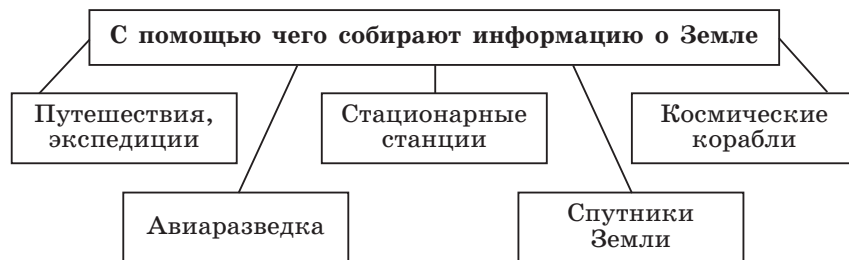 С помощью чего собирают информацию о Земле
Путешествия,
экспедиции
Стационарные
станции
Космические
корабли
Авиаразведка
Спутники
Земли